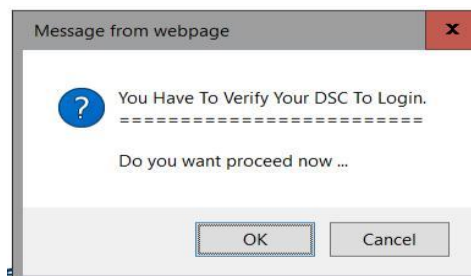 Message from webpage
x
?
You Have To Verify Your DSC To Login.
=========================
Do you want proceed now ...
OK Cancel